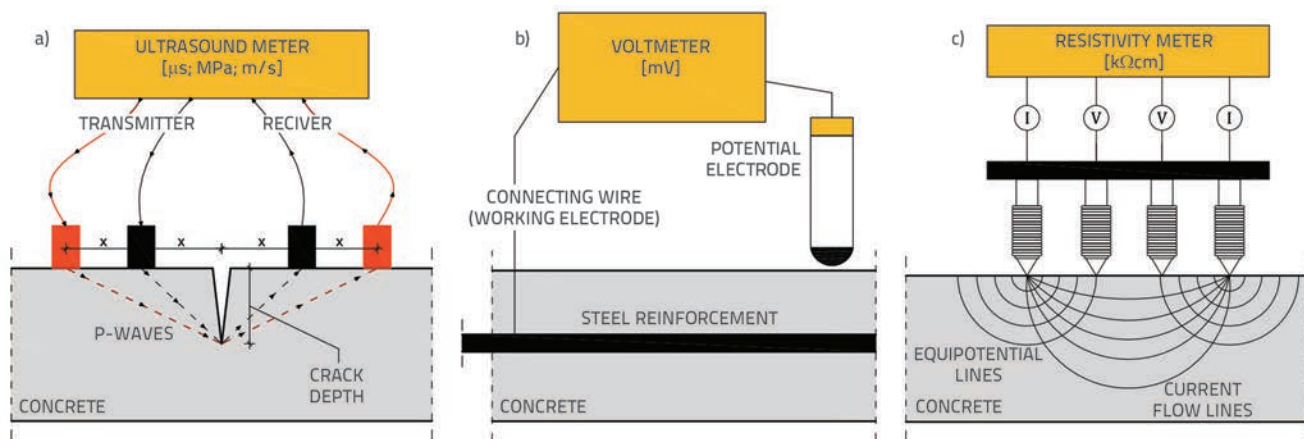 a)
ULTRASOUND METER
[μs; MPa; m/s]
TRANSMITTER
RECIVER
x x x x
P-WAVES
CRACK
DEPTH
CONCRETE
b)
VOLTMETER
[mV]
POTENTIAL
ELECTRODE
CONNECTING WIRE
(WORKING ELECTRODE)
STEEL REINFORCEMENT
CONCRETE
c)
RESISTIVITY METER
[kΩcm]
I V V I
EQUIPOTENTIAL
LINES
CURRENT
FLOW LINES
CONCRETE